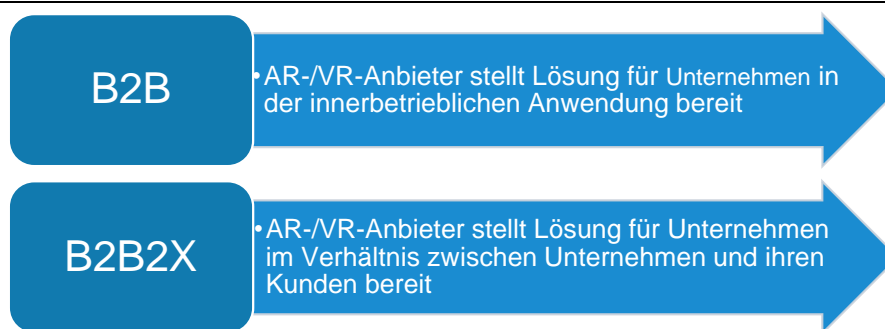 B2B
•AR-/VR-Anbieter stellt Lösung für Unternehmen in
der innerbetrieblichen Anwendung bereit
B2B2X
•AR-/VR-Anbieter stellt Lösung für Unternehmen
im Verhältnis zwischen Unternehmen und ihren
Kunden bereit